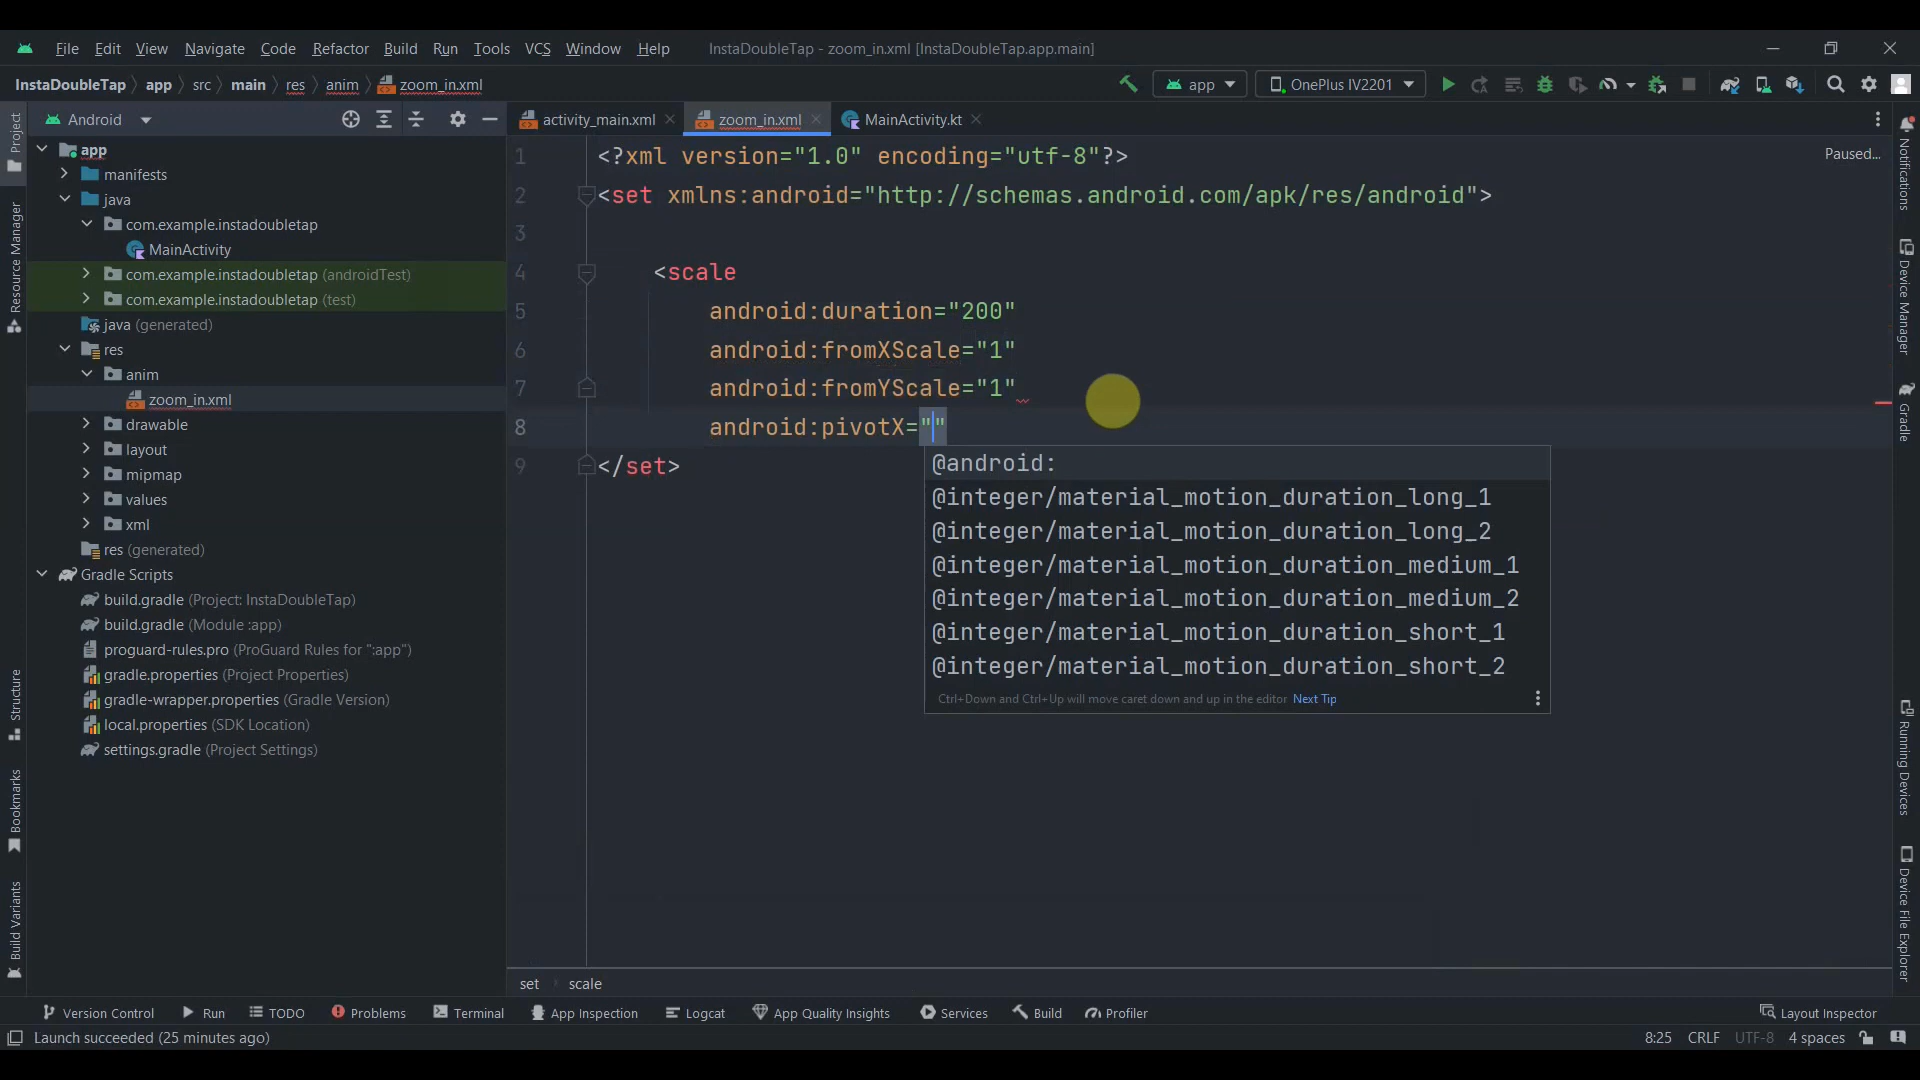 File Edit View Navigate Code Refactor Build Run Tools VCS Window Help InstaDoubleTap - zoom_in.xml [InstaDoubleTap.app.main]
InstaDoubleTap app src main res anim zoom_in.xml app OnePlus IV2201
Project
Android
activity_main.xml zoom_in.xml MainActivity.kt
app
manifests
java
com.example.instadoubletap
MainActivity
com.example.instadoubletap (androidTest)
com.example.instadoubletap (test)
java (generated)
res
anim
zoom_in.xml
drawable
layout
mipmap
values
xml
res (generated)
Gradle Scripts
build.gradle (Project: InstaDoubleTap)
build.gradle (Module :app)
proguard-rules.pro (ProGuard Rules for ":app")
gradle.properties (Project Properties)
gradle-wrapper.properties (Gradle Version)
local.properties (SDK Location)
settings.gradle (Project Settings)
Resource Manager
Structure
Bookmarks
Build Variants
1 <?xml version="1.0" encoding="utf-8"?>
2 <set xmlns:android="http://schemas.android.com/apk/res/android">
3
4 <scale
5 android:duration="200"
6 android:fromXScale="1"
7 android:fromYScale="1"
8 android:pivotX=""
9 </set>
Paused...
@android:
@integer/material_motion_duration_long_1
@integer/material_motion_duration_long_2
@integer/material_motion_duration_medium_1
@integer/material_motion_duration_medium_2
@integer/material_motion_duration_short_1
@integer/material_motion_duration_short_2
Ctrl+Down and Ctrl+Up will move caret down and up in the editor Next Tip
Notifications
Device Manager
Gradle
Running Devices
Device File Explorer
set scale
Version Control Run TODO Problems Terminal App Inspection Logcat App Quality Insights Services Build Profiler Layout Inspector
Launch succeeded (25 minutes ago) 8:25 CRLF UTF-8 4 spaces